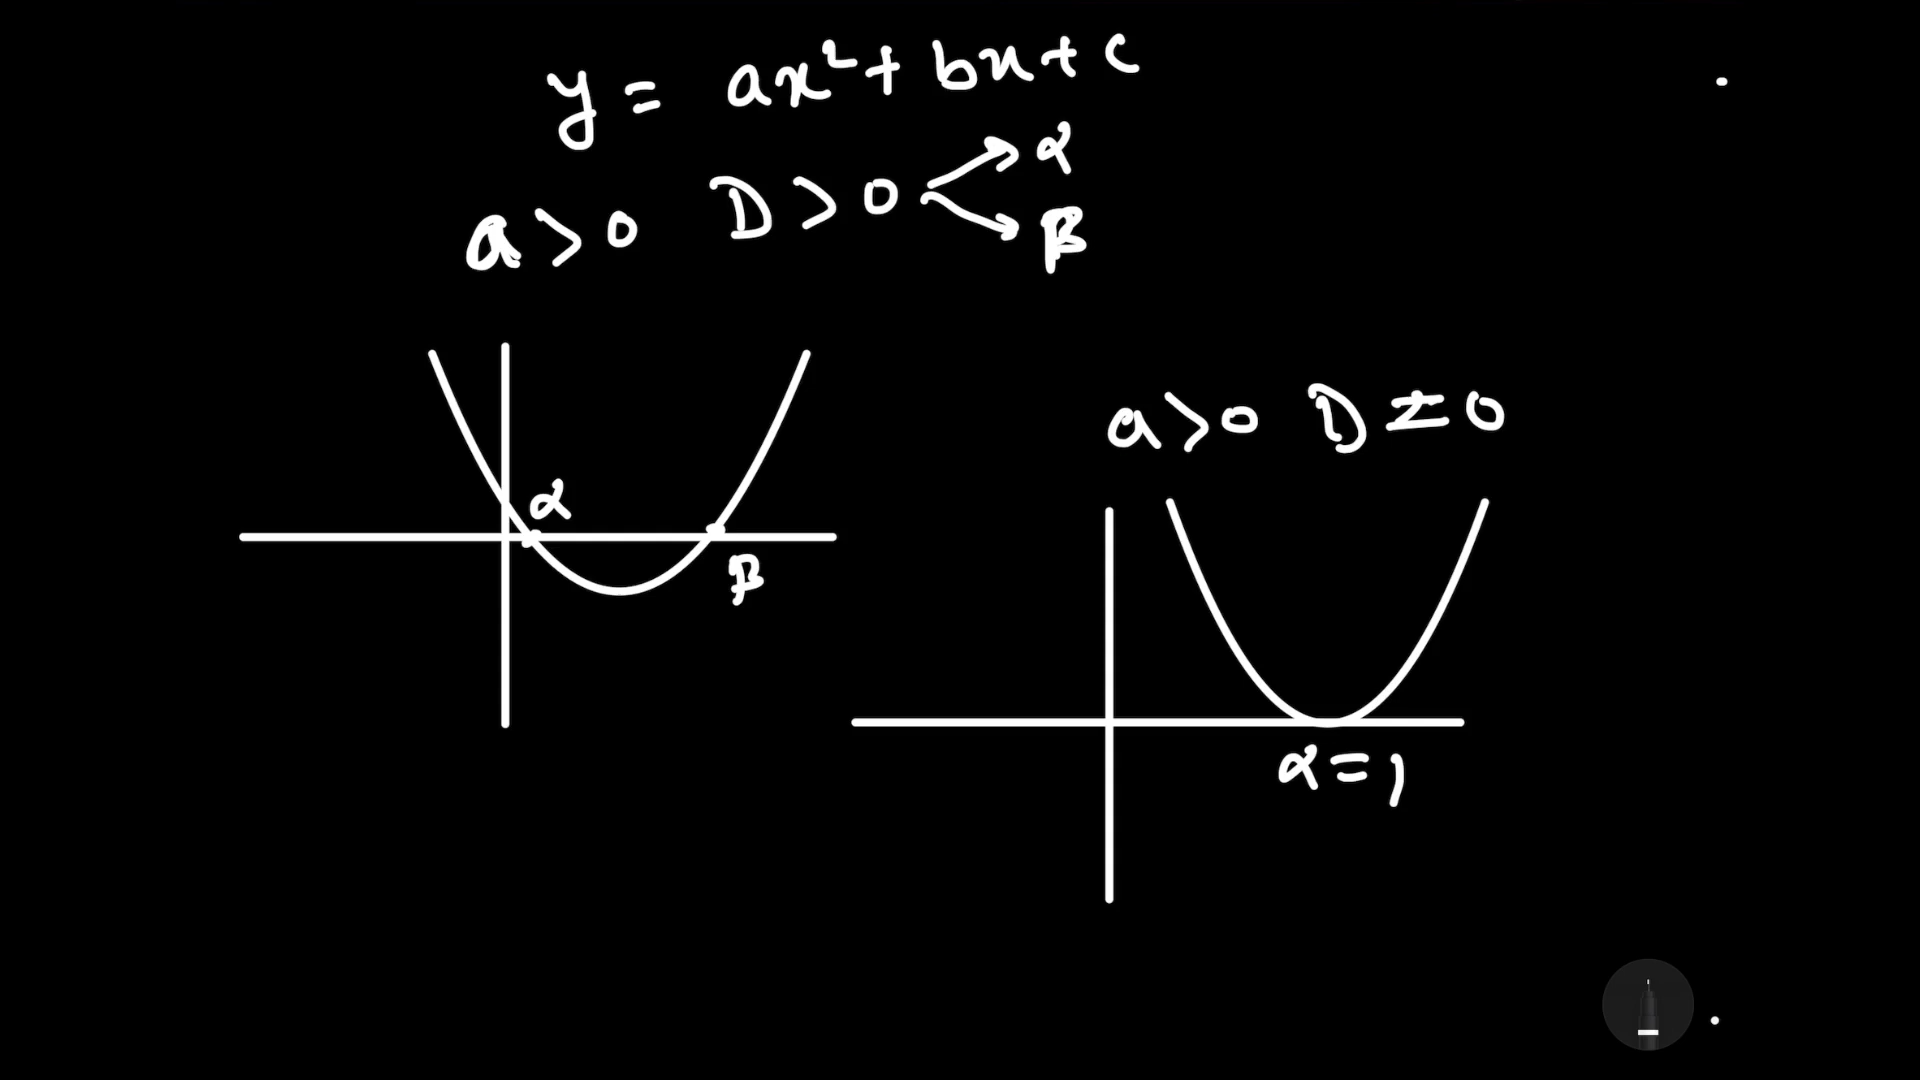 y = ax²+bx+c
a>0 D>0 α
β
α
β
a>0 D=0
α=1